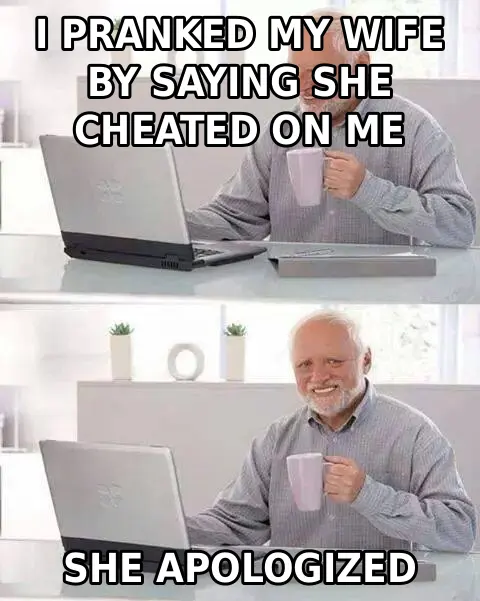 I PRANKED MY WIFE
BY SAYING SHE
CHEATED ON ME
SHE APOLOGIZED